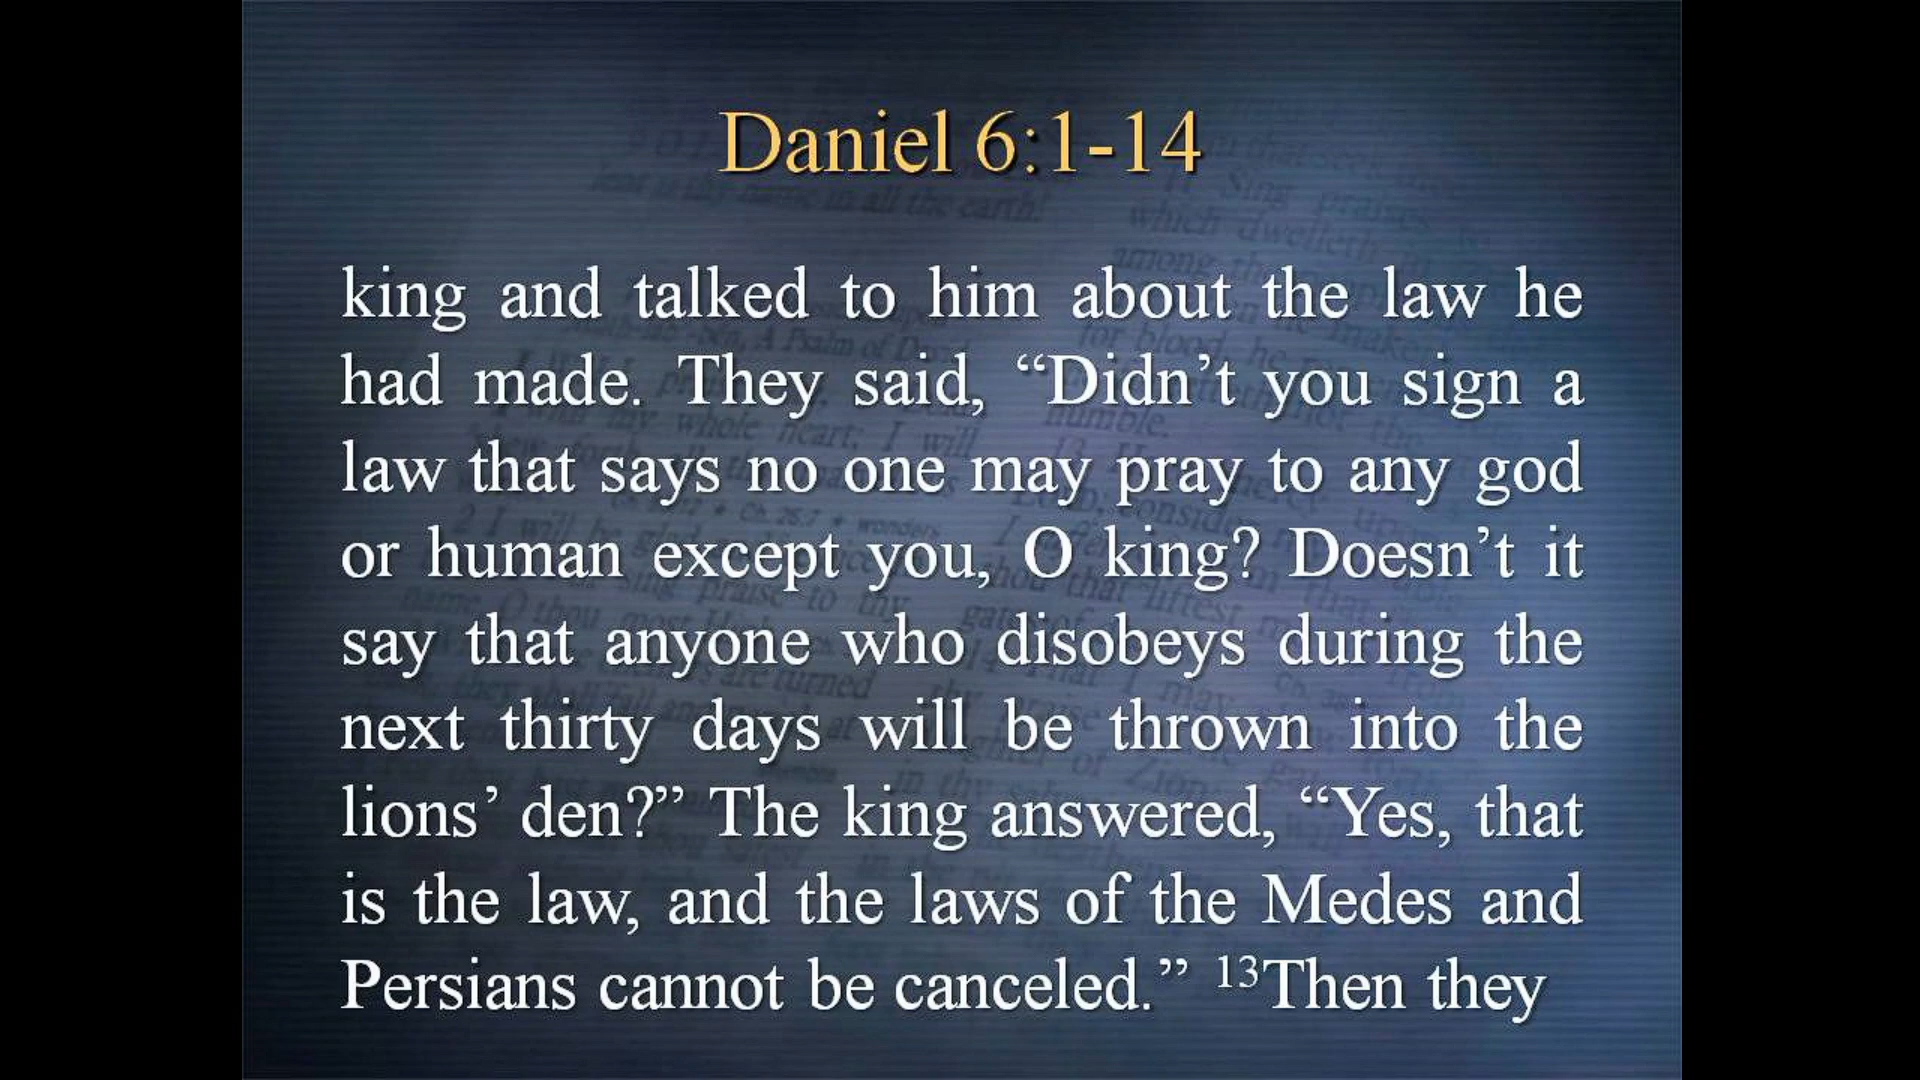 Daniel 6:1-14
king and talked to him about the law he
had made. They said, “Didn’t you sign a
law that says no one may pray to any god
or human except you, O king? Doesn’t it
say that anyone who disobeys during the
next thirty days will be thrown into the
lions’ den?” The king answered, “Yes, that
is the law, and the laws of the Medes and
Persians cannot be canceled.” ¹³Then they